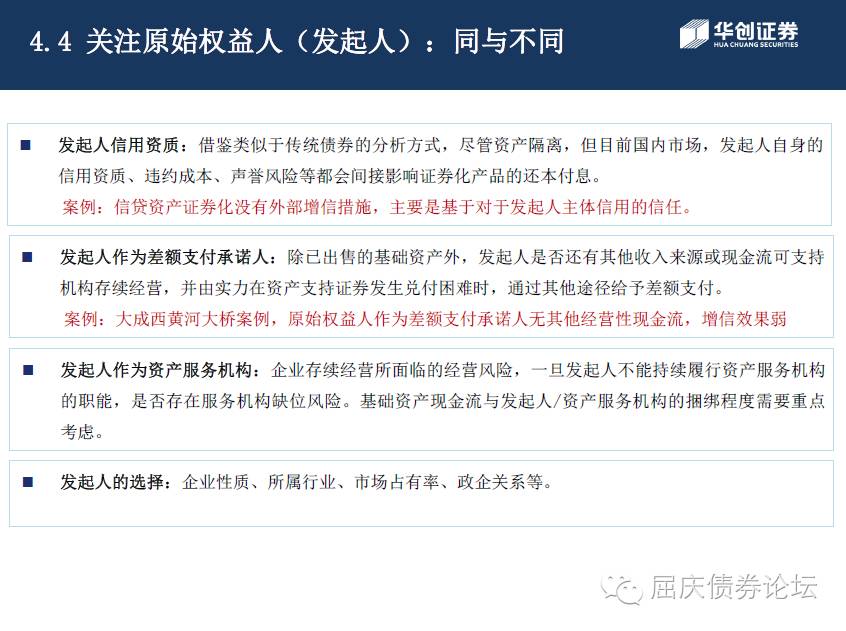 4.4 关注原始权益人（发起人）：同与不同
华创证券
HUA CHUANG SECURITIES
■ 发起人信用资质：借鉴类似于传统债券的分析方式，尽管资产隔离，但目前国内市场，发起人自身的
信用资质、违约成本、声誉风险等都会间接影响证券化产品的还本付息。
案例：信贷资产证券化没有外部增信措施，主要是基于对于发起人主体信用的信任。
■ 发起人作为差额支付承诺人：除已出售的基础资产外，发起人是否还有其他收入来源或现金流可支持
机构存续经营，并由实力在资产支持证券发生兑付困难时，通过其他途径给予差额支付。
案例：大成西黄河大桥案例，原始权益人作为差额支付承诺人无其他经营性现金流，增信效果弱
■ 发起人作为资产服务机构：企业存续经营所面临的经营风险，一旦发起人不能持续履行资产服务机构
的职能，是否存在服务机构缺位风险。基础资产现金流与发起人/资产服务机构的捆绑程度需要重点
考虑。
■ 发起人的选择：企业性质、所属行业、市场占有率、政企关系等。
屈庆债券论坛